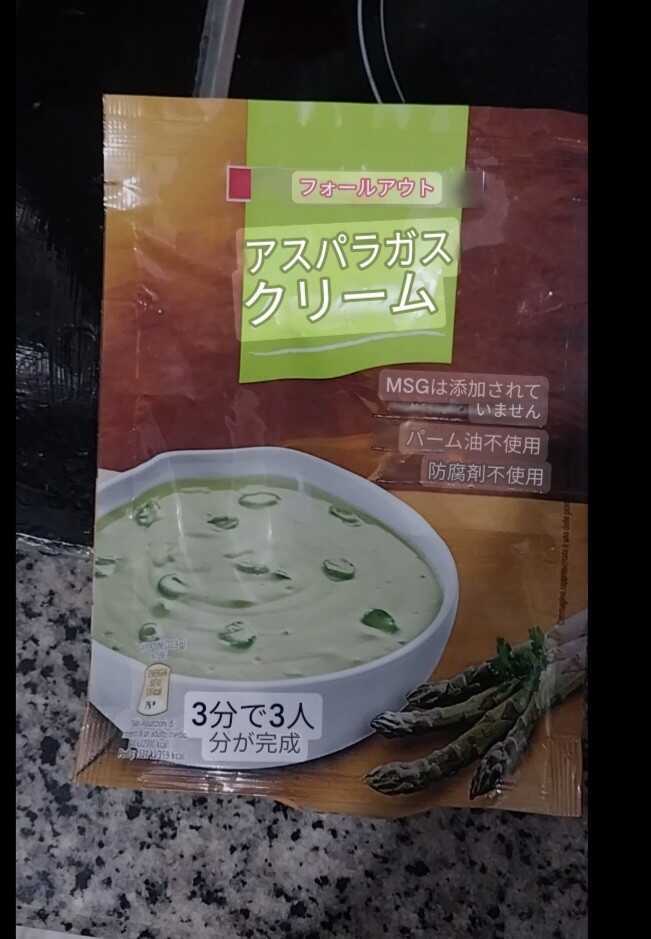 フォールアウト
アスパラガス
クリーム
MSGは添加されて
いません
パーム油不使用
防腐剤不使用
3分で3人
分が完成